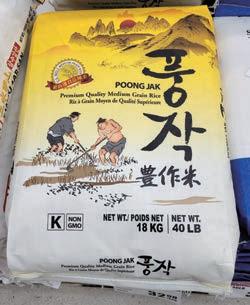 풍작
豊作米
POONG JAK
Premium Quality Medium Grain Rice
Riz à Grain Moyen de Qualité Supérieure
K
NON
GMO
NET WT./ POIDS NET
18 KG
NET WT.
40 LB
POONG JAK
Premium Quality Medium Grain Rice
풍작